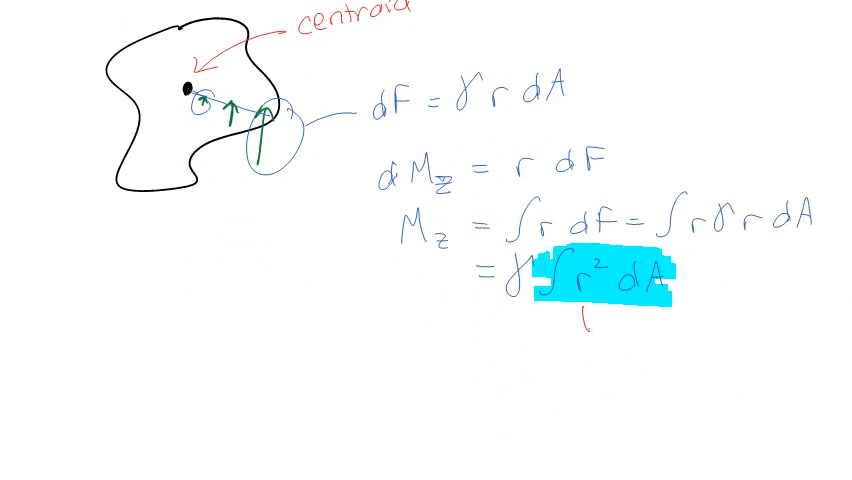 centroid
dF = γ r dA
dM_z = r dF
M_z = ∫ r dF = ∫ r γ r dA
= γ ∫ r² dA